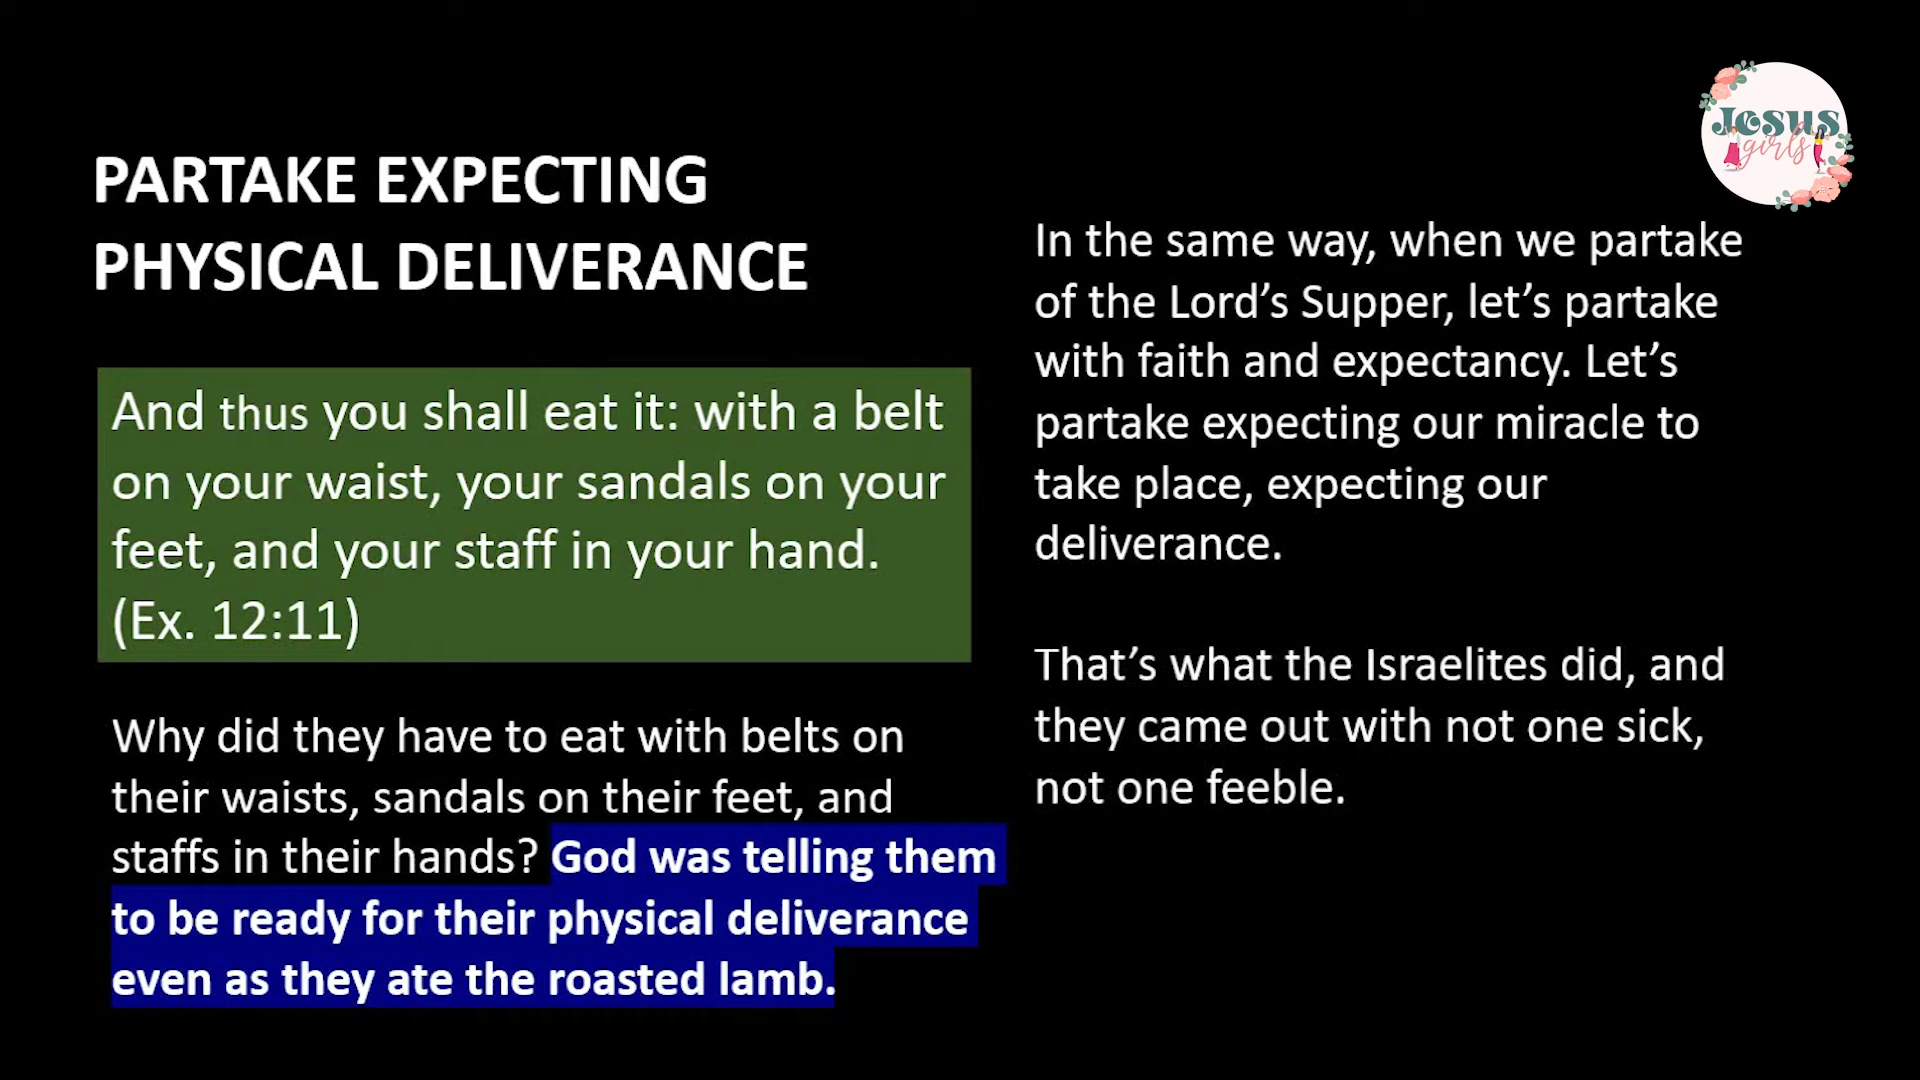 Jesus
girls
PARTAKE EXPECTING
PHYSICAL DELIVERANCE
And thus you shall eat it: with a belt
on your waist, your sandals on your
feet, and your staff in your hand.
(Ex. 12:11)
Why did they have to eat with belts on
their waists, sandals on their feet, and
staffs in their hands? God was telling them
to be ready for their physical deliverance
even as they ate the roasted lamb.
In the same way, when we partake
of the Lord’s Supper, let’s partake
with faith and expectancy. Let’s
partake expecting our miracle to
take place, expecting our
deliverance.
That’s what the Israelites did, and
they came out with not one sick,
not one feeble.